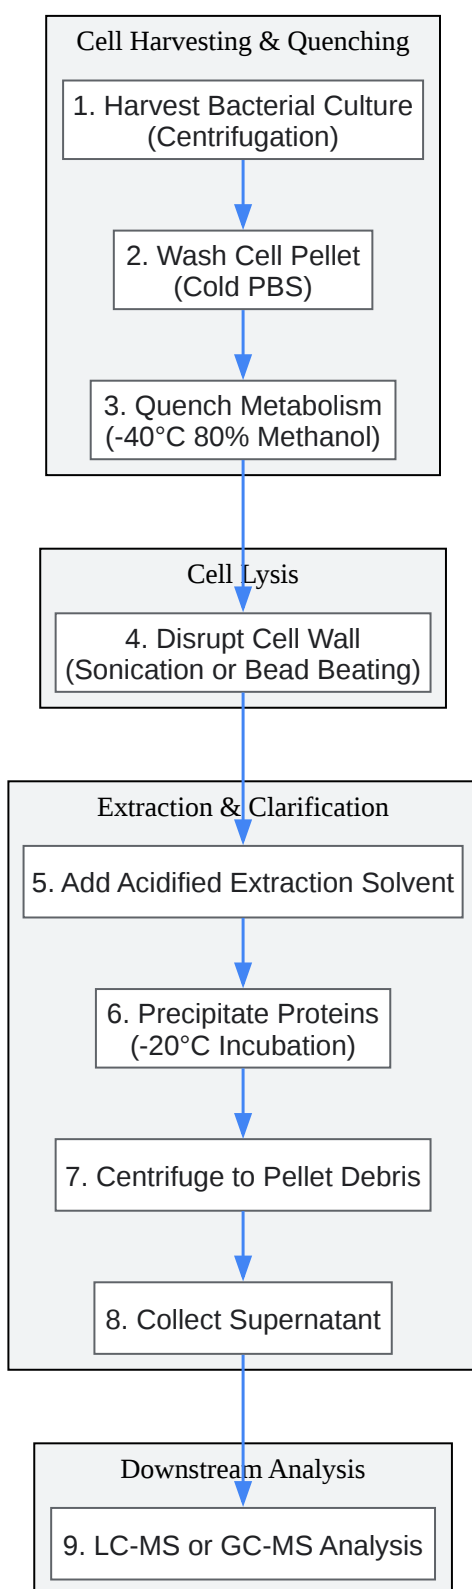 Cell Harvesting & Quenching
1. Harvest Bacterial Culture
(Centrifugation)
2. Wash Cell Pellet
(Cold PBS)
3. Quench Metabolism
(-40°C 80% Methanol)
Cell Lysis
4. Disrupt Cell Wall
(Sonication or Bead Beating)
Extraction & Clarification
5. Add Acidified Extraction Solvent
6. Precipitate Proteins
(-20°C Incubation)
7. Centrifuge to Pellet Debris
8. Collect Supernatant
Downstream Analysis
9. LC-MS or GC-MS Analysis